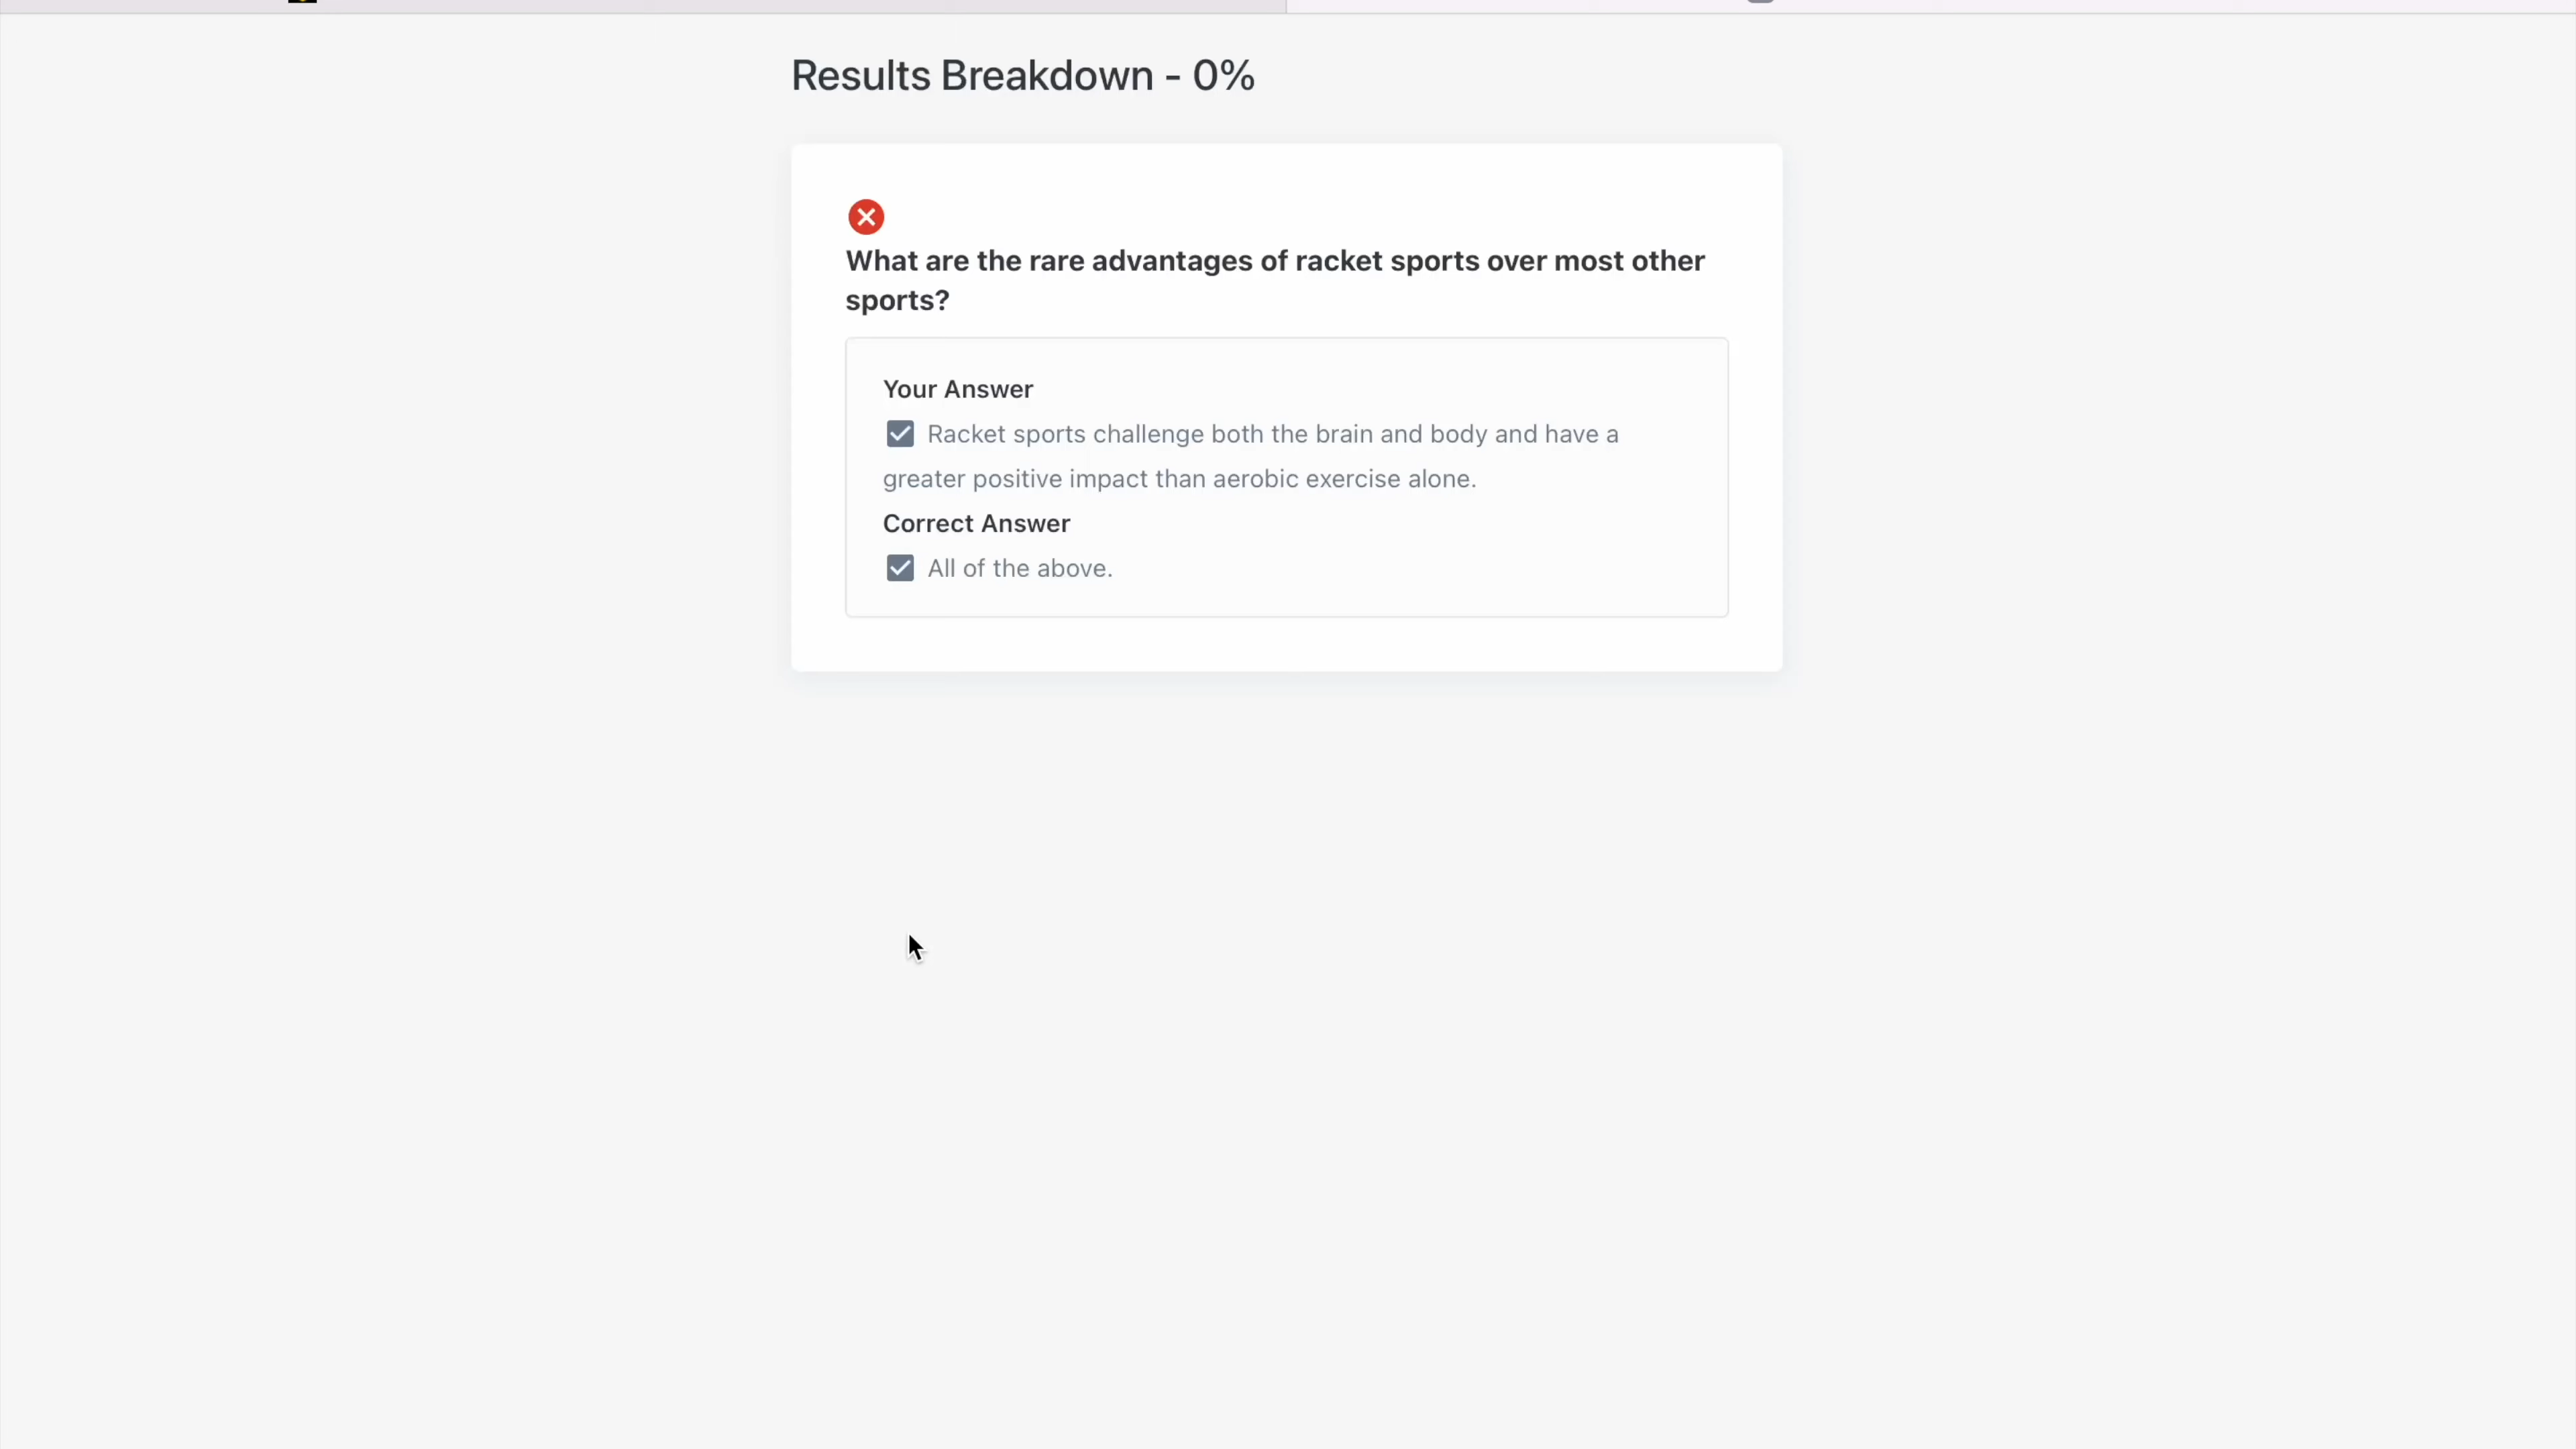 Results Breakdown - 0%
What are the rare advantages of racket sports over most other
sports?
Your Answer
Racket sports challenge both the brain and body and have a
greater positive impact than aerobic exercise alone.
Correct Answer
All of the above.